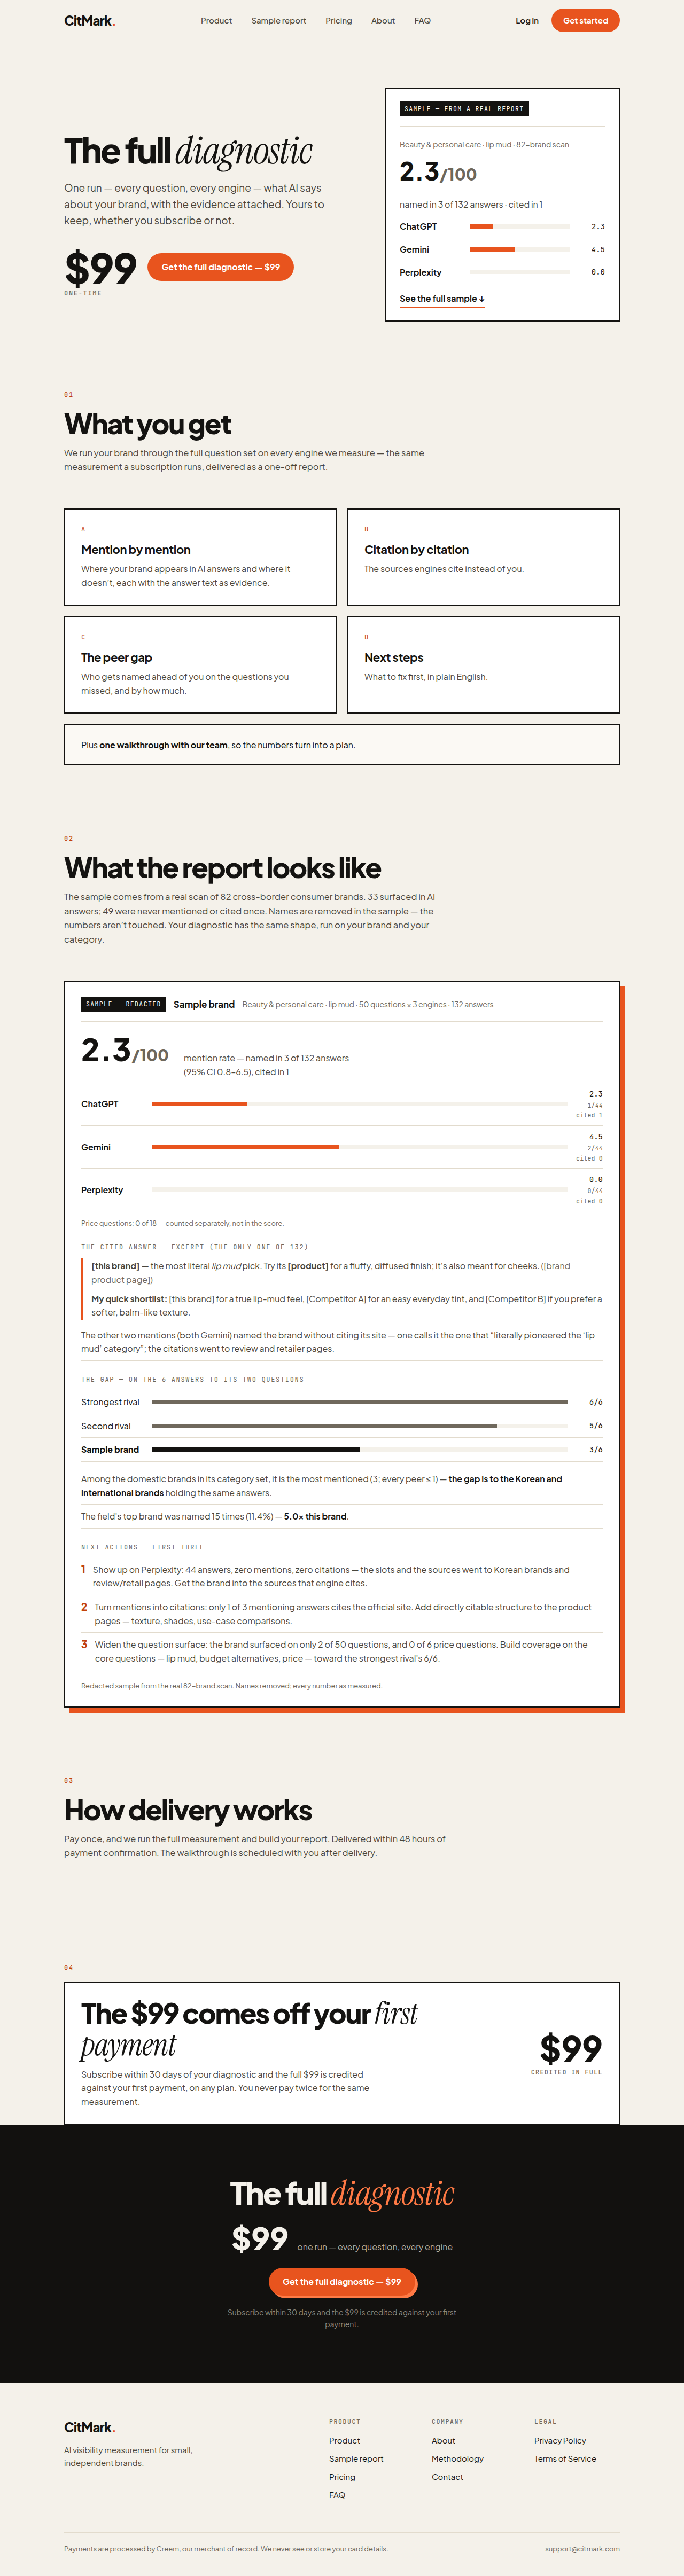 CitMark.
Product Sample report Pricing About FAQ
Log in Get started
The full diagnostic
One run — every question, every engine — what AI says
about your brand, with the evidence attached. Yours to
keep, whether you subscribe or not.
$99
ONE-TIME
Get the full diagnostic — $99
SAMPLE — FROM A REAL REPORT
Beauty & personal care · lip mud · 82-brand scan
2.3/100
named in 3 of 132 answers · cited in 1
ChatGPT 2.3
Gemini 4.5
Perplexity 0.0
See the full sample ↓
01
What you get
We run your brand through the full question set on every engine we measure — the same
measurement a subscription runs, delivered as a one-off report.
A
Mention by mention
Where your brand appears in AI answers and where it
doesn't, each with the answer text as evidence.
B
Citation by citation
The sources engines cite instead of you.
C
The peer gap
Who gets named ahead of you on the questions you
missed, and by how much.
D
Next steps
What to fix first, in plain English.
Plus one walkthrough with our team, so the numbers turn into a plan.
02
What the report looks like
The sample comes from a real scan of 82 cross-border consumer brands. 33 surfaced in AI
answers; 49 were never mentioned or cited once. Names are removed in the sample — the
numbers aren't touched. Your diagnostic has the same shape, run on your brand and your
category.
SAMPLE — REDACTED Sample brand Beauty & personal care · lip mud · 50 questions × 3 engines · 132 answers
2.3/100
mention rate — named in 3 of 132 answers
(95% CI 0.8–6.5), cited in 1
ChatGPT 2.3
1/44
cited 1
Gemini 4.5
2/44
cited 0
Perplexity 0.0
0/44
cited 0
Price questions: 0 of 18 — counted separately, not in the score.
THE CITED ANSWER — EXCERPT (THE ONLY ONE OF 132)
[this brand] — the most literal lip mud pick. Try its [product] for a fluffy, diffused finish; it's also meant for cheeks. ([brand
product page])
My quick shortlist: [this brand] for a true lip-mud feel, [Competitor A] for an easy everyday tint, and [Competitor B] if you prefer a
softer, balm-like texture.
The other two mentions (both Gemini) named the brand without citing its site — one calls it the one that "literally pioneered the 'lip
mud' category"; the citations went to review and retailer pages.
THE GAP — ON THE 6 ANSWERS TO ITS TWO QUESTIONS
Strongest rival 6/6
Second rival 5/6
Sample brand 3/6
Among the domestic brands in its category set, it is the most mentioned (3; every peer ≤ 1) — the gap is to the Korean and
international brands holding the same answers.
The field's top brand was named 15 times (11.4%) — 5.0× this brand.
NEXT ACTIONS — FIRST THREE
1 Show up on Perplexity: 44 answers, zero mentions, zero citations — the slots and the sources went to Korean brands and
review/retail pages. Get the brand into the sources that engine cites.
2 Turn mentions into citations: only 1 of 3 mentioning answers cites the official site. Add directly citable structure to the product
pages — texture, shades, use-case comparisons.
3 Widen the question surface: the brand surfaced on only 2 of 50 questions, and 0 of 6 price questions. Build coverage on the
core questions — lip mud, budget alternatives, price — toward the strongest rival's 6/6.
Redacted sample from the real 82-brand scan. Names removed; every number as measured.
03
How delivery works
Pay once, and we run the full measurement and build your report. Delivered within 48 hours of
payment confirmation. The walkthrough is scheduled with you after delivery.
04
The $99 comes off your first
payment
Subscribe within 30 days of your diagnostic and the full $99 is credited
against your first payment, on any plan. You never pay twice for the same
measurement.
$99
CREDITED IN FULL
The full diagnostic
$99 one run — every question, every engine
Get the full diagnostic — $99
Subscribe within 30 days and the $99 is credited against your first
payment.
CitMark.
AI visibility measurement for small,
independent brands.
PRODUCT
Product
Sample report
Pricing
FAQ
COMPANY
About
Methodology
Contact
LEGAL
Privacy Policy
Terms of Service
Payments are processed by Creem, our merchant of record. We never see or store your card details.
support@citmark.com